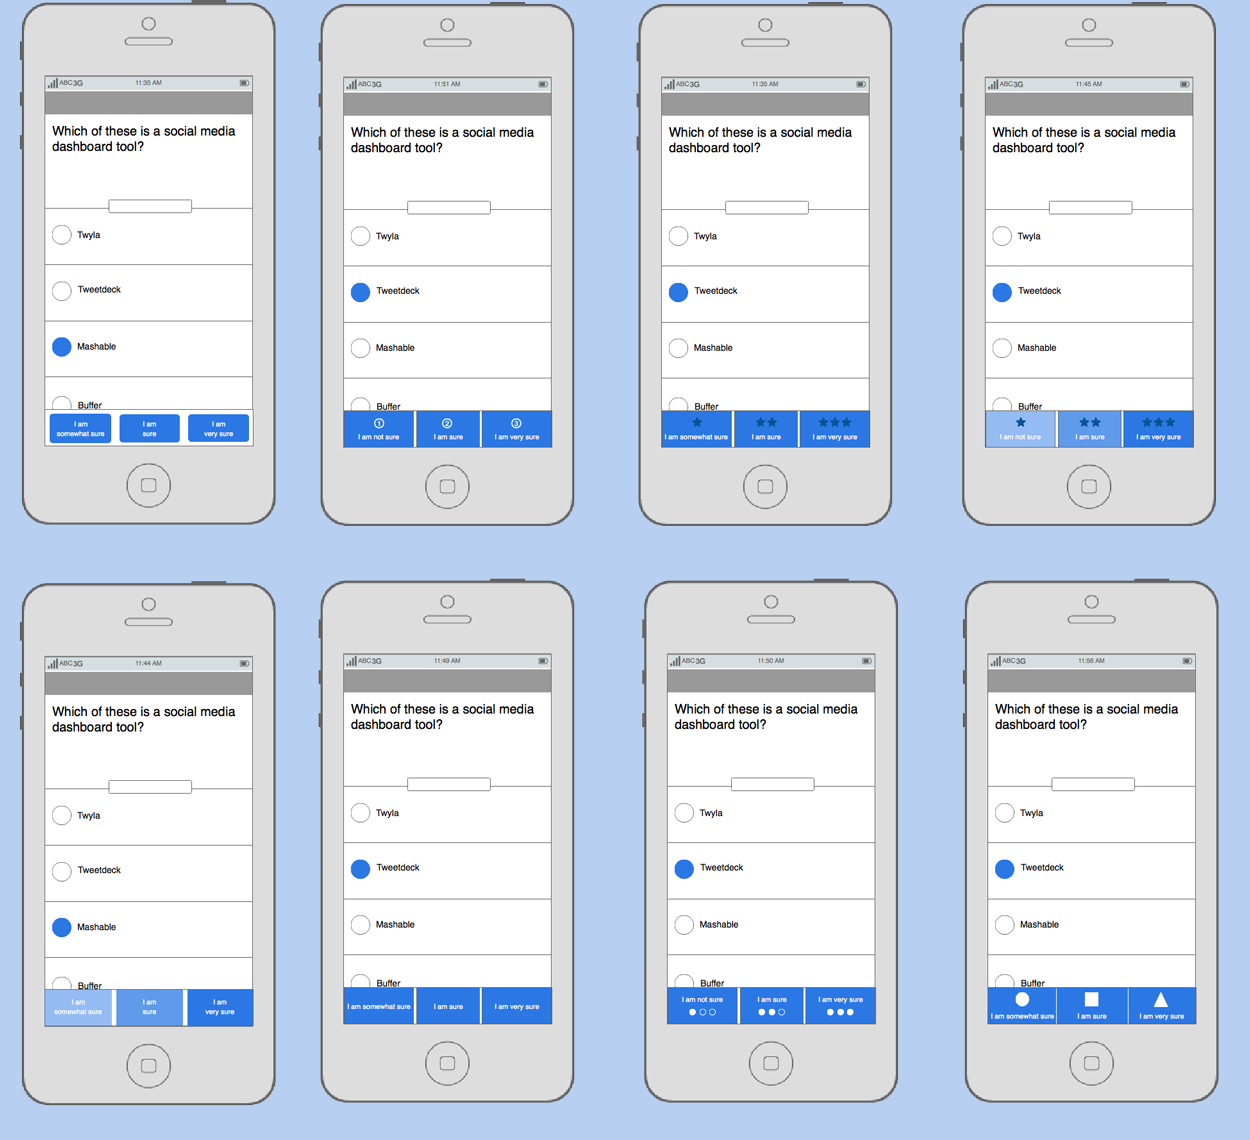 ABC 3G 11:35 AM
Which of these is a social media
dashboard tool?
Twyla
Tweetdeck
Mashable
Buffer
I am
somewhat sure
I am
sure
I am
very sure
ABC 3G 11:51 AM
Which of these is a social media
dashboard tool?
Twyla
Tweetdeck
Mashable
Buffer
1 2 3
I am not sure I am sure I am very sure
ABC 3G 11:35 AM
Which of these is a social media
dashboard tool?
Twyla
Tweetdeck
Mashable
Buffer
I am somewhat sure I am sure I am very sure
ABC 3G 11:45 AM
Which of these is a social media
dashboard tool?
Twyla
Tweetdeck
Mashable
Buffer
I am not sure I am sure I am very sure
ABC 3G 11:44 AM
Which of these is a social media
dashboard tool?
Twyla
Tweetdeck
Mashable
Buffer
I am
somewhat sure
I am
sure
I am
very sure
ABC 3G 11:49 AM
Which of these is a social media
dashboard tool?
Twyla
Tweetdeck
Mashable
Buffer
I am somewhat sure I am sure I am very sure
ABC 3G 11:50 AM
Which of these is a social media
dashboard tool?
Twyla
Tweetdeck
Mashable
Buffer
I am not sure I am sure I am very sure
ABC 3G 11:56 AM
Which of these is a social media
dashboard tool?
Twyla
Tweetdeck
Mashable
Buffer
I am somewhat sure I am sure I am very sure